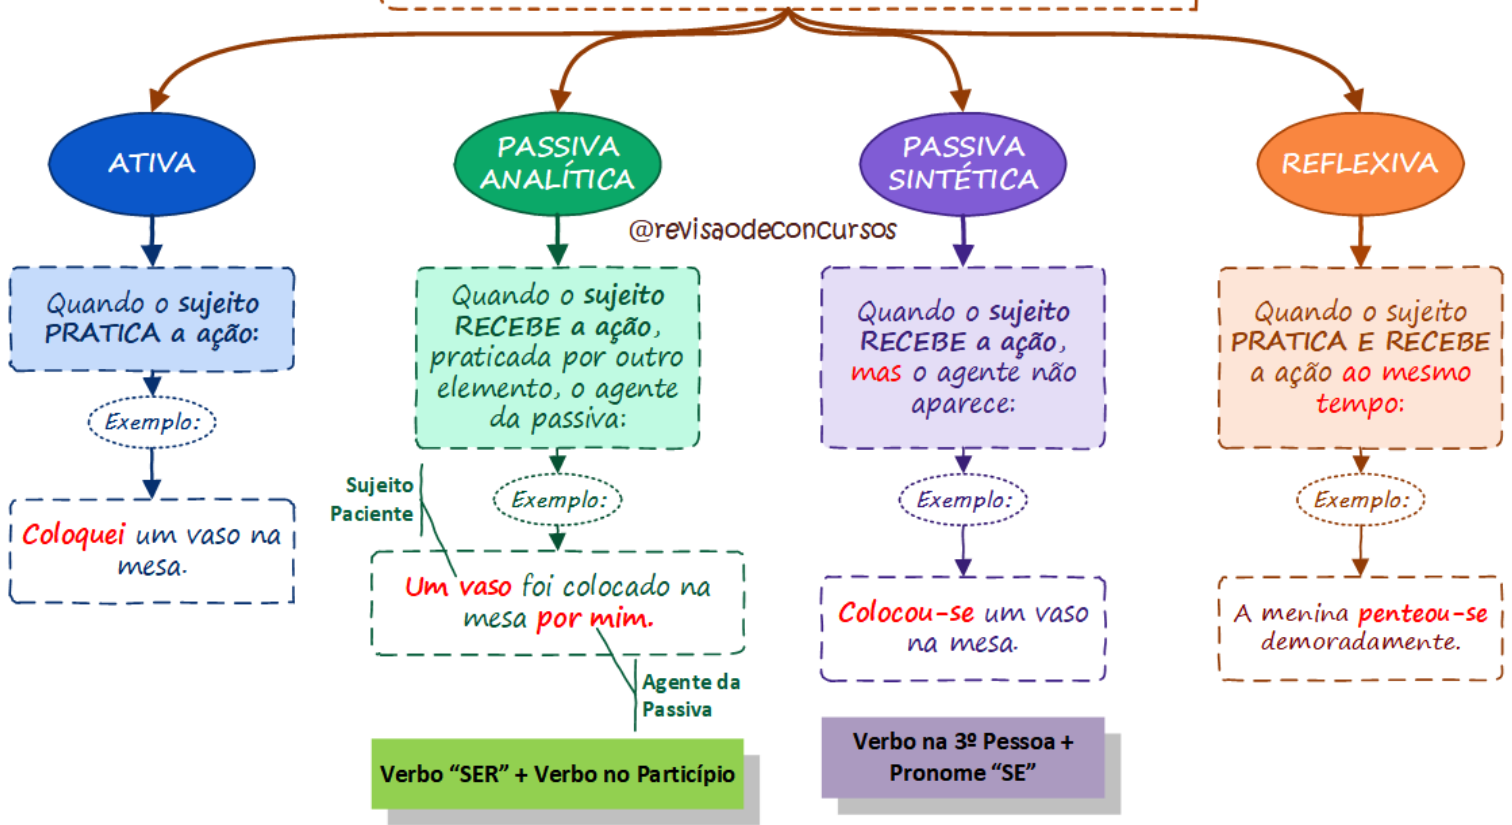 ATIVA
PASSIVA
ANALÍTICA
PASSIVA
SINTÉTICA
REFLEXIVA
@revisaodeconcursos
Quando o sujeito
PRATICA a ação:
Exemplo:
Coloquei um vaso na
mesa.
Quando o sujeito
RECEBE a ação,
praticada por outro
elemento, o agente
da passiva:
Exemplo:
Sujeito
Paciente
Um vaso foi colocado na
mesa por mim.
Agente da
Passiva
Verbo “SER” + Verbo no Particípio
Quando o sujeito
RECEBE a ação,
mas o agente não
aparece:
Exemplo:
Colocou-se um vaso
na mesa.
Verbo na 3º Pessoa +
Pronome “SE”
Quando o sujeito
PRATICA E RECEBE
a ação ao mesmo
tempo:
Exemplo:
A menina penteou-se
demoradamente.